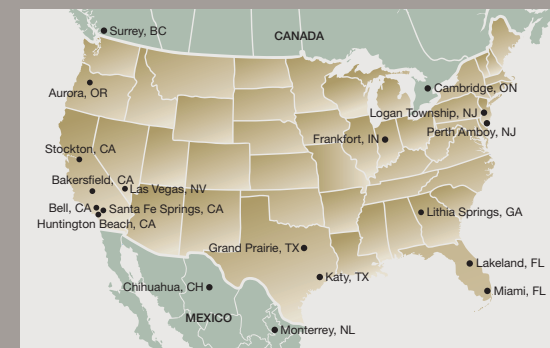 Surrey, BC
CANADA
Aurora, OR
Cambridge, ON
Logan Township, NJ
Perth Amboy, NJ
Frankfort, IN
Stockton, CA
Bakersfield, CA
Las Vegas, NV
Bell, CA
Santa Fe Springs, CA
Huntington Beach, CA
Lithia Springs, GA
Grand Prairie, TX
Lakeland, FL
Katy, TX
Chihuahua, CH
Miami, FL
MEXICO
Monterrey, NL